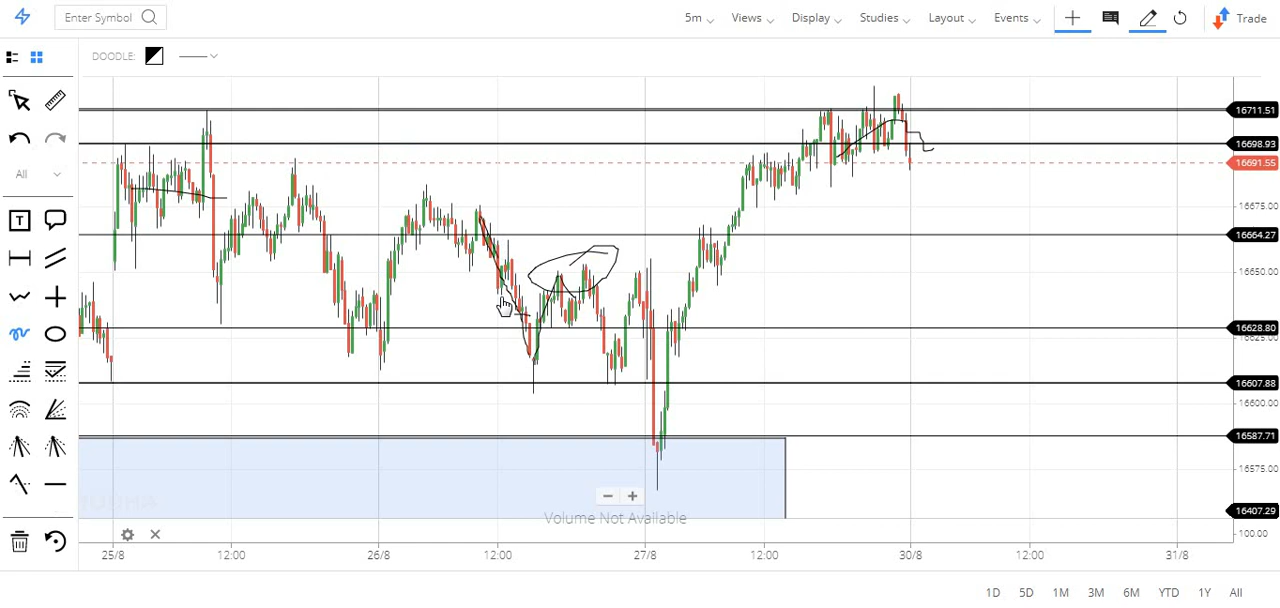 Enter Symbol
5m Views Display Studies Layout Events Trade
DOODLE:
16711.51
16698.93
16691.55
All
16675.00
T
16664.27
16650.00
16628.80
16625.00
16607.88
16600.00
16587.71
16575.00
Volume Not Available
16407.29
100.00
25/8 12:00 26/8 12:00 27/8 12:00 30/8 12:00 31/8
1D 5D 1M 3M 6M YTD 1Y All